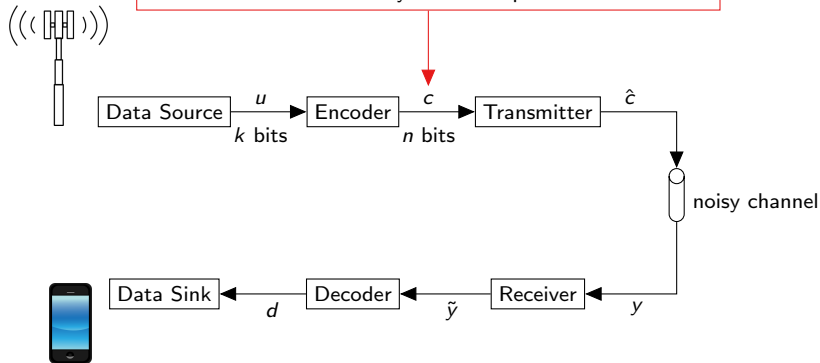 u
c
ĉ
Data Source
Encoder
Transmitter
k bits
n bits
noisy channel
Data Sink
Decoder
Receiver
d
ỹ
y